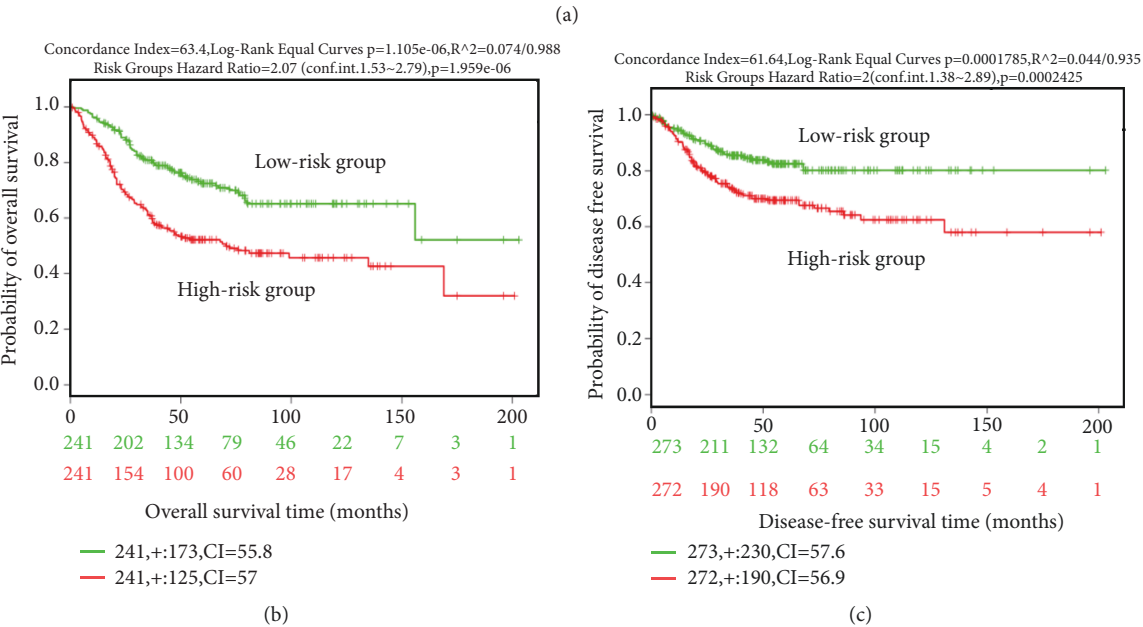 (a)
Concordance Index=63.4,Log-Rank Equal Curves p=1.105e-06,R^2=0.074/0.988
Risk Groups Hazard Ratio=2.07 (conf.int.1.53~2.79),p=1.959e-06
Probability of overall survival
1.0
0.8
0.6
0.4
0.2
0.0
Low-risk group
High-risk group
0 50 100 150 200
241 202 134 79 46 22 7 3 1
241 154 100 60 28 17 4 3 1
Overall survival time (months)
241,+:173,CI=55.8
241,+:125,CI=57
(b)
Concordance Index=61.64,Log-Rank Equal Curves p=0.0001785,R^2=0.044/0.935
Risk Groups Hazard Ratio=2(conf.int.1.38~2.89),p=0.0002425
Probability of disease free survival
1.0
0.8
0.6
0.4
0.2
0.0
Low-risk group
High-risk group
0 50 100 150 200
273 211 132 64 34 15 4 2 1
272 190 118 63 33 15 5 4 1
Disease-free survival time (months)
273,+:230,CI=57.6
272,+:190,CI=56.9
(c)